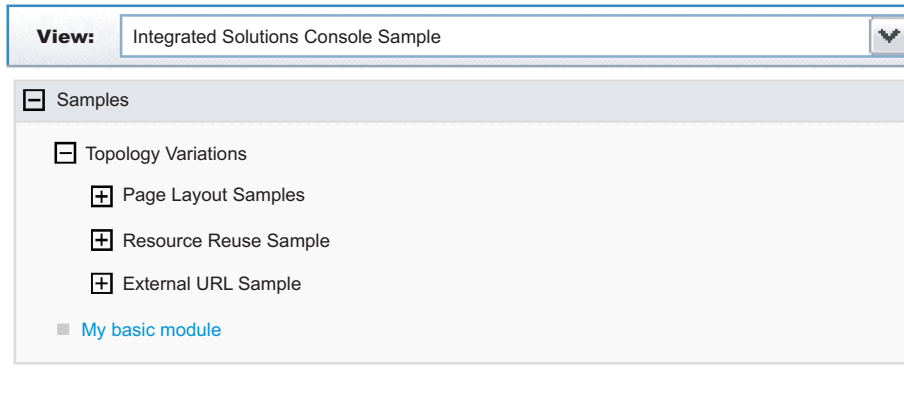 View: Integrated Solutions Console Sample
Samples
Topology Variations
Page Layout Samples
Resource Reuse Sample
External URL Sample
My basic module